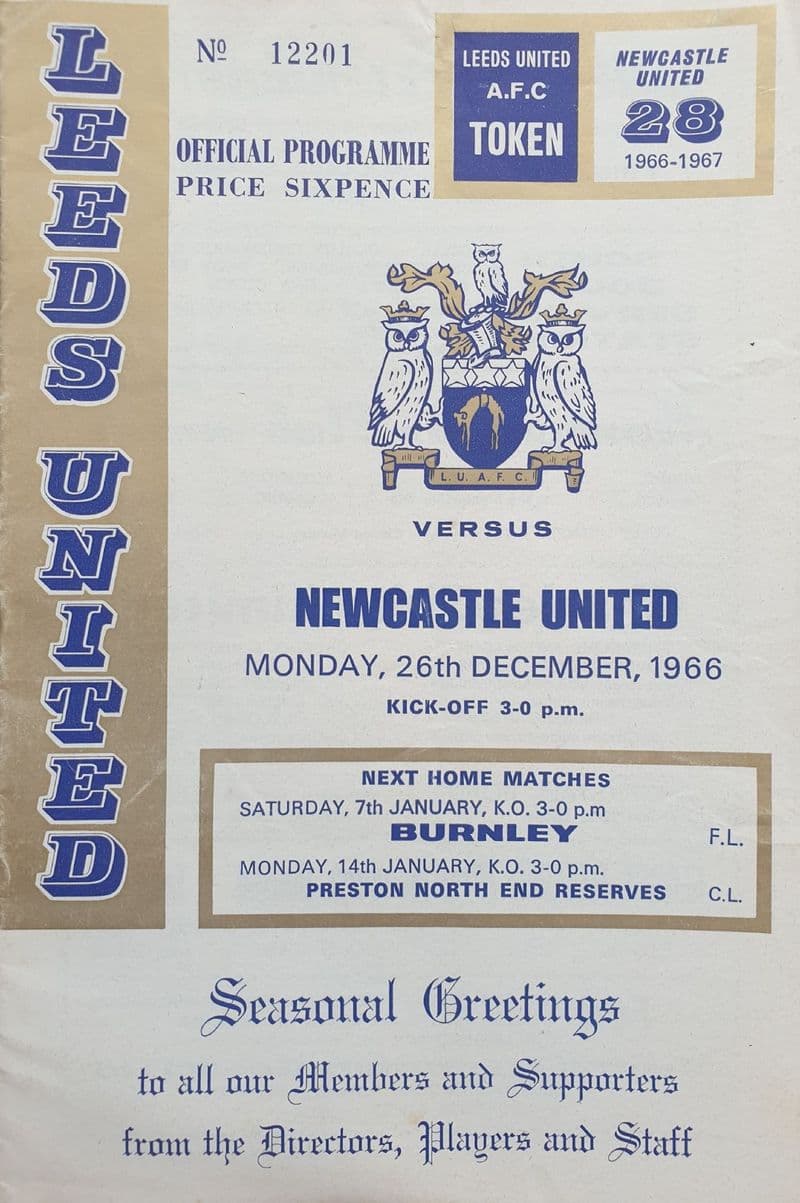 LEEDS UNITED
Nº 12201
OFFICIAL PROGRAMME
PRICE SIXPENCE
LEEDS UNITED
A.F.C
TOKEN
NEWCASTLE
UNITED
28
1966-1967
L. U. A. F. C.
VERSUS
NEWCASTLE UNITED
MONDAY, 26th DECEMBER, 1966
KICK-OFF 3-0 p.m.
NEXT HOME MATCHES
SATURDAY, 7th JANUARY, K.O. 3-0 p.m
BURNLEY F.L.
MONDAY, 14th JANUARY, K.O. 3-0 p.m.
PRESTON NORTH END RESERVES C.L.
Seasonal Greetings
to all our Members and Supporters
from the Directors, Players and Staff